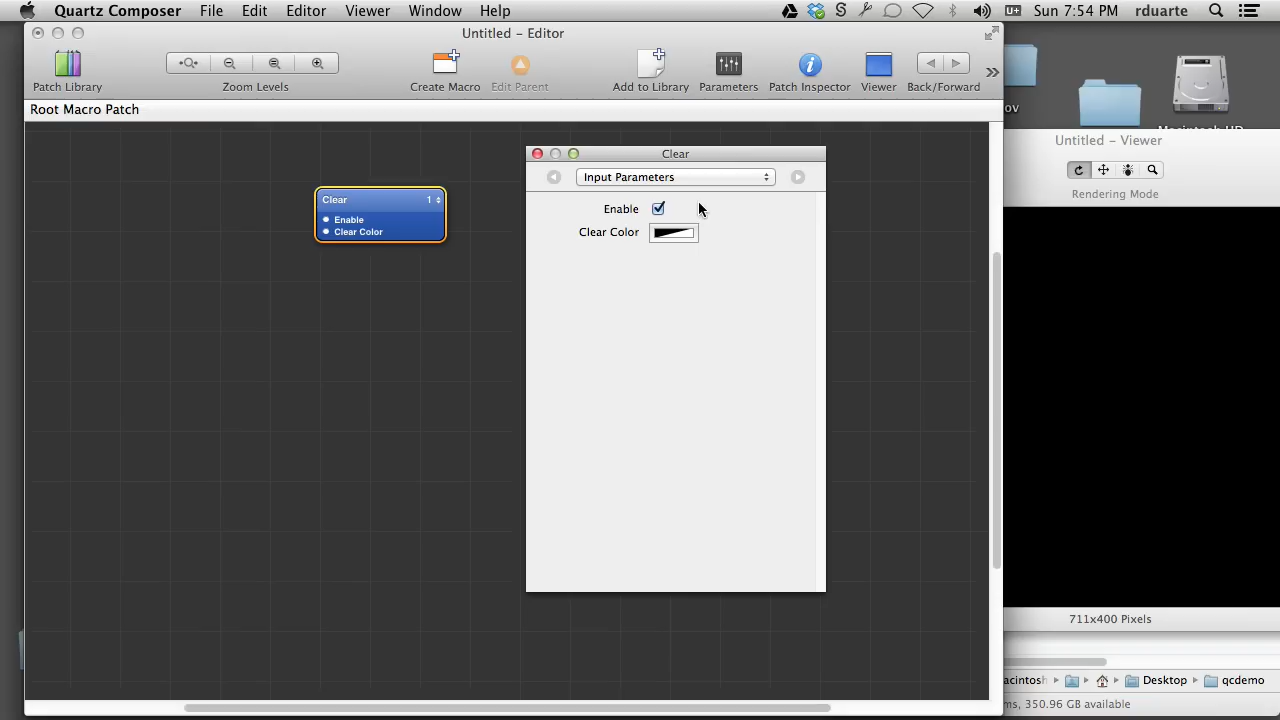 Quartz Composer File Edit Editor Viewer Window Help
Sun 7:54 PM rduarte
Untitled – Editor
Patch Library
Zoom Levels
Create Macro
Edit Parent
Add to Library
Parameters
Patch Inspector
Viewer
Back/Forward
Root Macro Patch
Clear 1
Enable
Clear Color
Clear
Input Parameters
Enable
Clear Color
ov
Untitled – Viewer
Rendering Mode
711x400 Pixels
acintosh
Desktop
qcdemo
ms, 350.96 GB available